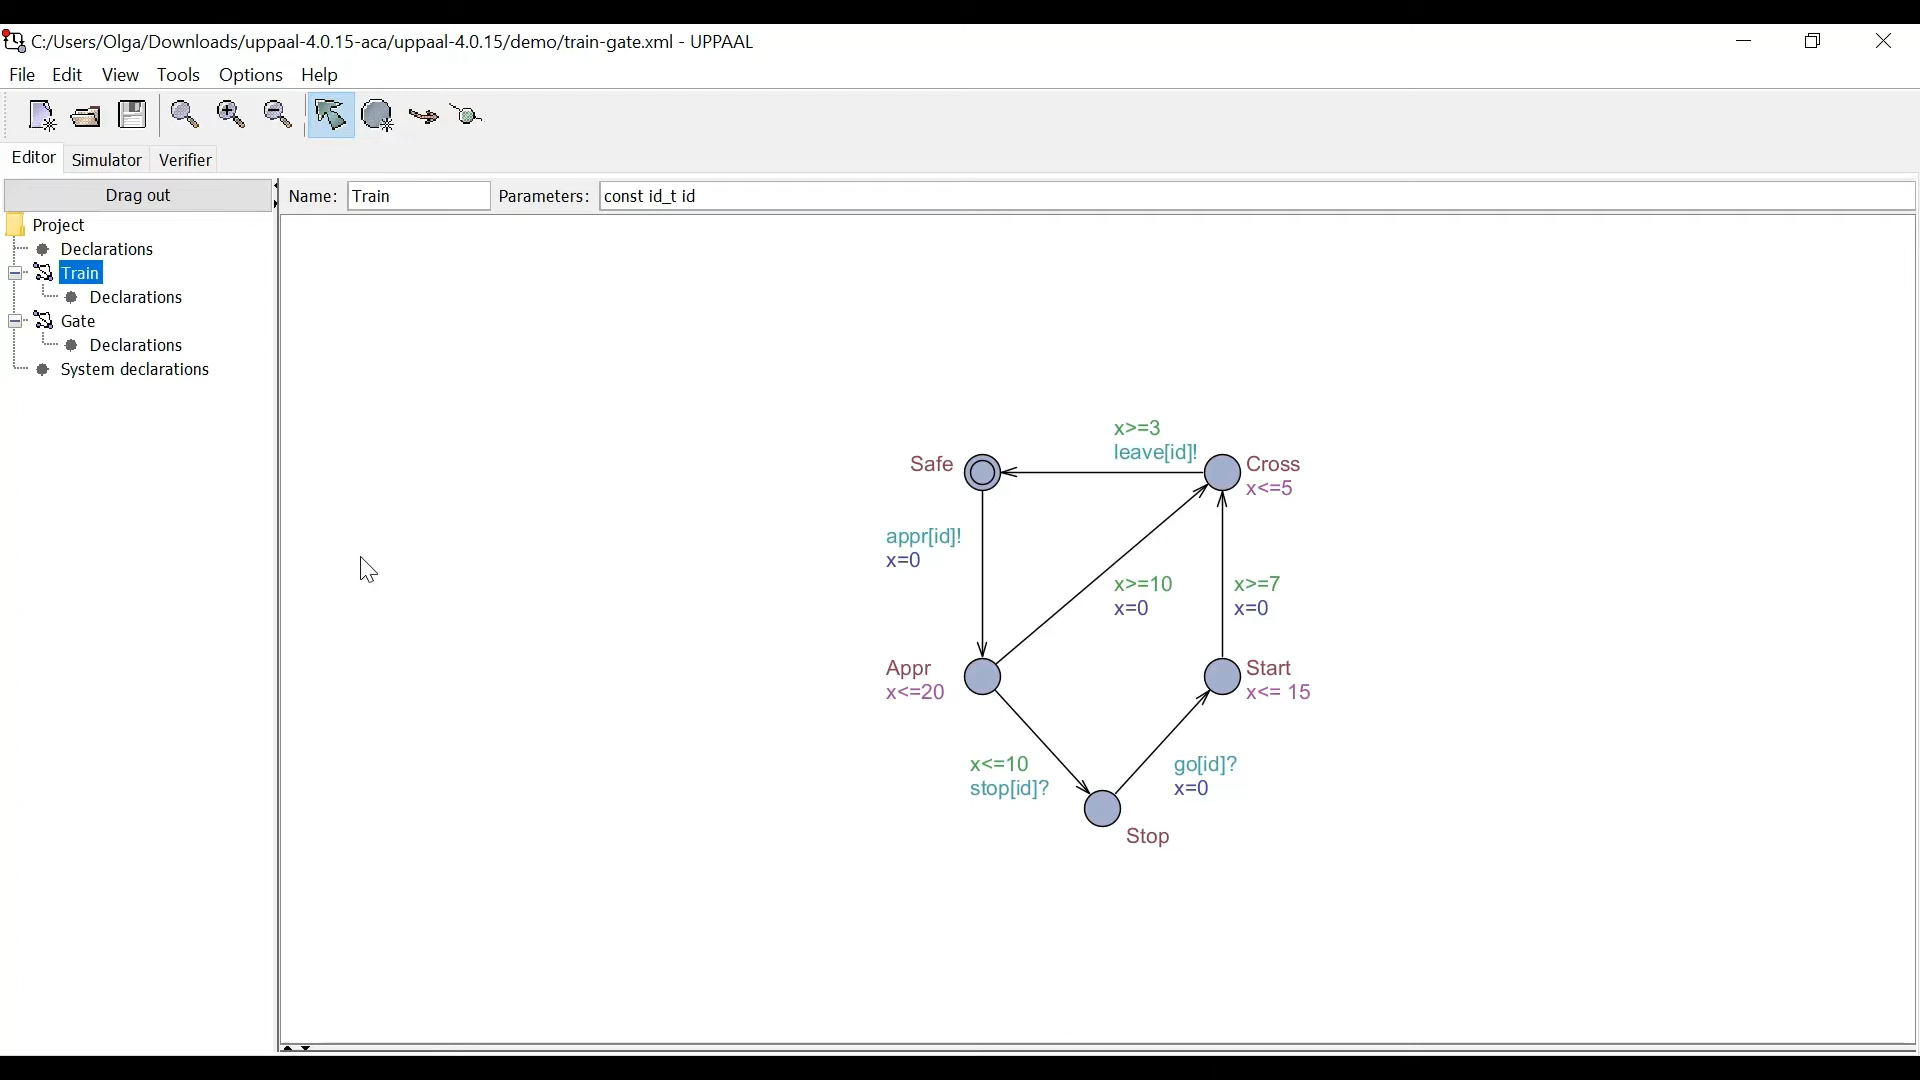 C:/Users/Olga/Downloads/uppaal-4.0.15-aca/uppaal-4.0.15/demo/train-gate.xml - UPPAAL
File Edit View Tools Options Help
Editor Simulator Verifier
Drag out
Name: Train Parameters: const id_t id
Project
Declarations
Train
Declarations
Gate
Declarations
System declarations
x>=3
leave[id]!
Safe
Cross
x<=5
appr[id]!
x=0
x>=10
x=0
x>=7
x=0
Appr
x<=20
Start
x<= 15
x<=10
stop[id]?
go[id]?
x=0
Stop